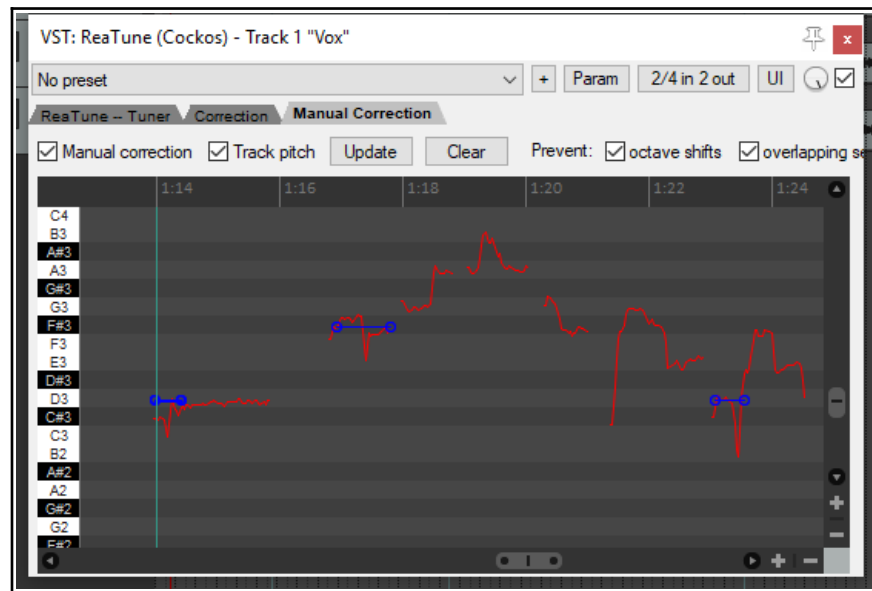 VST: ReaTune (Cockos) - Track 1 "Vox"
x
No preset
+
Param
2/4 in 2 out
UI
ReaTune -- Tuner
Correction
Manual Correction
Manual correction
Track pitch
Update
Clear
Prevent:
octave shifts
overlapping se
1:14
1:16
1:18
1:20
1:22
1:24
C4
B3
A#3
A3
G#3
G3
F#3
F3
E3
D#3
D3
C#3
C3
B2
A#2
A2
G#2
G2
F#2